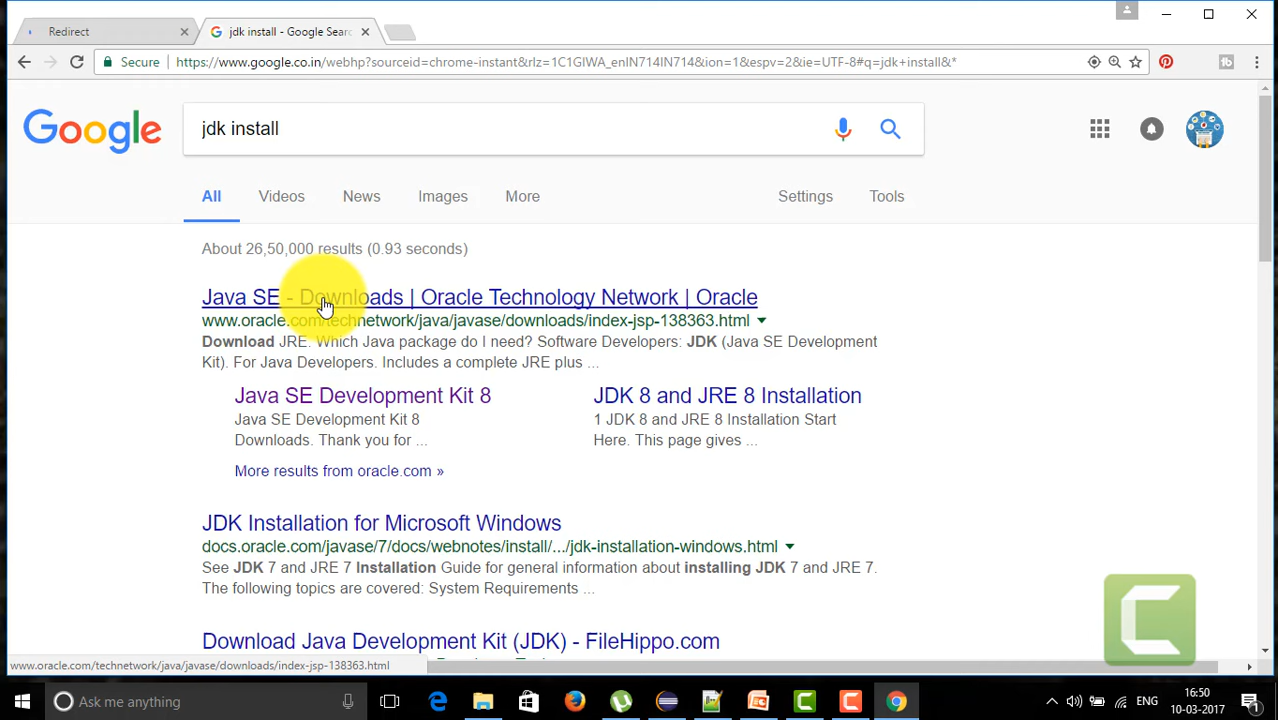 Redirect
jdk install - Google Searc
Secure https://www.google.co.in/webhp?sourceid=chrome-instant&rlz=1C1GIWA_enIN714IN714&ion=1&espv=2&ie=UTF-8#q=jdk+install&*
Google
jdk install
All Videos News Images More Settings Tools
About 26,50,000 results (0.93 seconds)
Java SE - Downloads | Oracle Technology Network | Oracle
www.oracle.com/technetwork/java/javase/downloads/index-jsp-138363.html
Download JRE. Which Java package do I need? Software Developers: JDK (Java SE Development
Kit). For Java Developers. Includes a complete JRE plus ...
Java SE Development Kit 8
Java SE Development Kit 8
Downloads. Thank you for ...
JDK 8 and JRE 8 Installation
1 JDK 8 and JRE 8 Installation Start
Here. This page gives ...
More results from oracle.com »
JDK Installation for Microsoft Windows
docs.oracle.com/javase/7/docs/webnotes/install/.../jdk-installation-windows.html
See JDK 7 and JRE 7 Installation Guide for general information about installing JDK 7 and JRE 7.
The following topics are covered: System Requirements ...
Download Java Development Kit (JDK) - FileHippo.com
www.oracle.com/technetwork/java/javase/downloads/index-jsp-138363.html
Ask me anything
ENG
16:50
10-03-2017